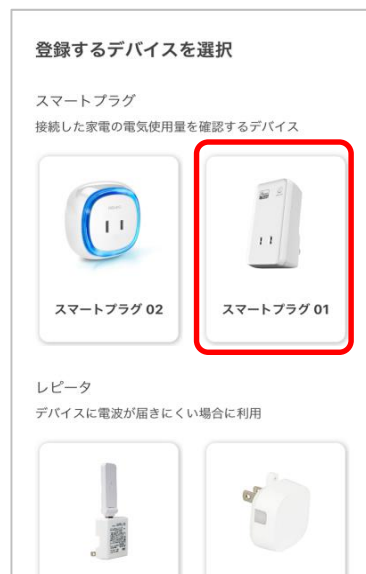 登録するデバイスを選択
スマートプラグ
接続した家電の電気使用量を確認するデバイス
スマートプラグ 02
スマートプラグ 01
レピータ
デバイスに電波が届きにくい場合に利用